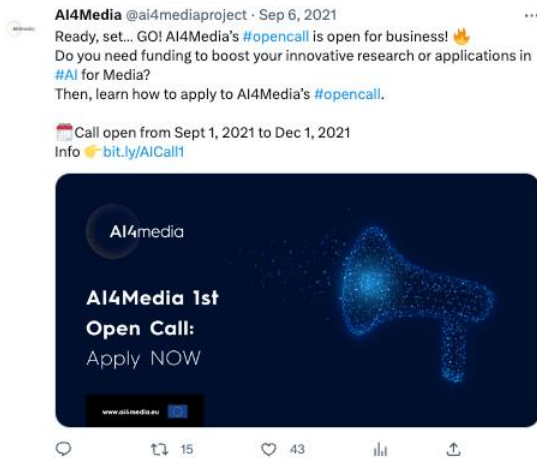 AI4Media @ai4mediaproject · Sep 6, 2021
Ready, set... GO! AI4Media's #opencall is open for business! 🔥
Do you need funding to boost your innovative research or applications in
#AI for Media?
Then, learn how to apply to AI4Media's #opencall.
🗓️Call open from Sept 1, 2021 to Dec 1, 2021
Info 👉bit.ly/AICall1
AI4media
AI4Media 1st
Open Call:
Apply NOW
www.ai4media.eu
15 43